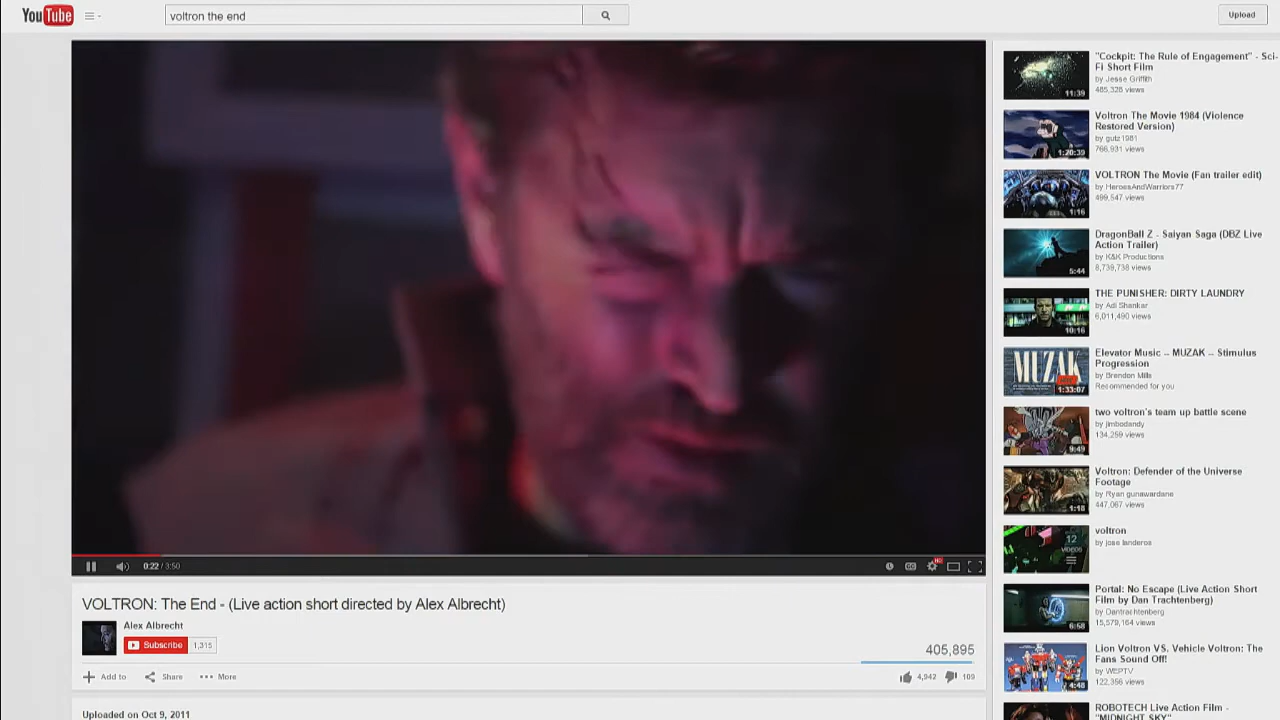 YouTube
voltron the end
Upload
0:22 / 3:50
VOLTRON: The End - (Live action short directed by Alex Albrecht)
Alex Albrecht
Subscribe 1,315
405,895
Add to Share More
4,942 109
Uploaded on Oct 9, 2011
"Cockpit: The Rule of Engagement" - Sci-
Fi Short Film
by Jesse Griffith
485,328 views
11:39
Voltron The Movie 1984 (Violence
Restored Version)
by gutz1981
766,931 views
1:20:39
VOLTRON The Movie (Fan trailer edit)
by HeroesAndWarriors77
499,547 views
1:16
DragonBall Z - Saiyan Saga (DBZ Live
Action Trailer)
by K&K Productions
8,739,738 views
5:44
THE PUNISHER: DIRTY LAUNDRY
by Adi Shankar
6,011,490 views
10:16
Elevator Music -- MUZAK -- Stimulus
Progression
by Brendon Mills
Recommended for you
MUZAK
1:33:07
two voltron's team up battle scene
by jimbodandy
134,259 views
9:49
Voltron: Defender of the Universe
Footage
by Ryan gunawardane
447,067 views
1:18
voltron
by jose landeros
12
VIDEOS
Portal: No Escape (Live Action Short
Film by Dan Trachtenberg)
by Dantrachtenberg
15,579,164 views
6:58
Lion Voltron VS. Vehicle Voltron: The
Fans Sound Off!
by WEPTV
122,356 views
4:48
ROBOTECH Live Action Film -
"MIDNIGHT SKY"